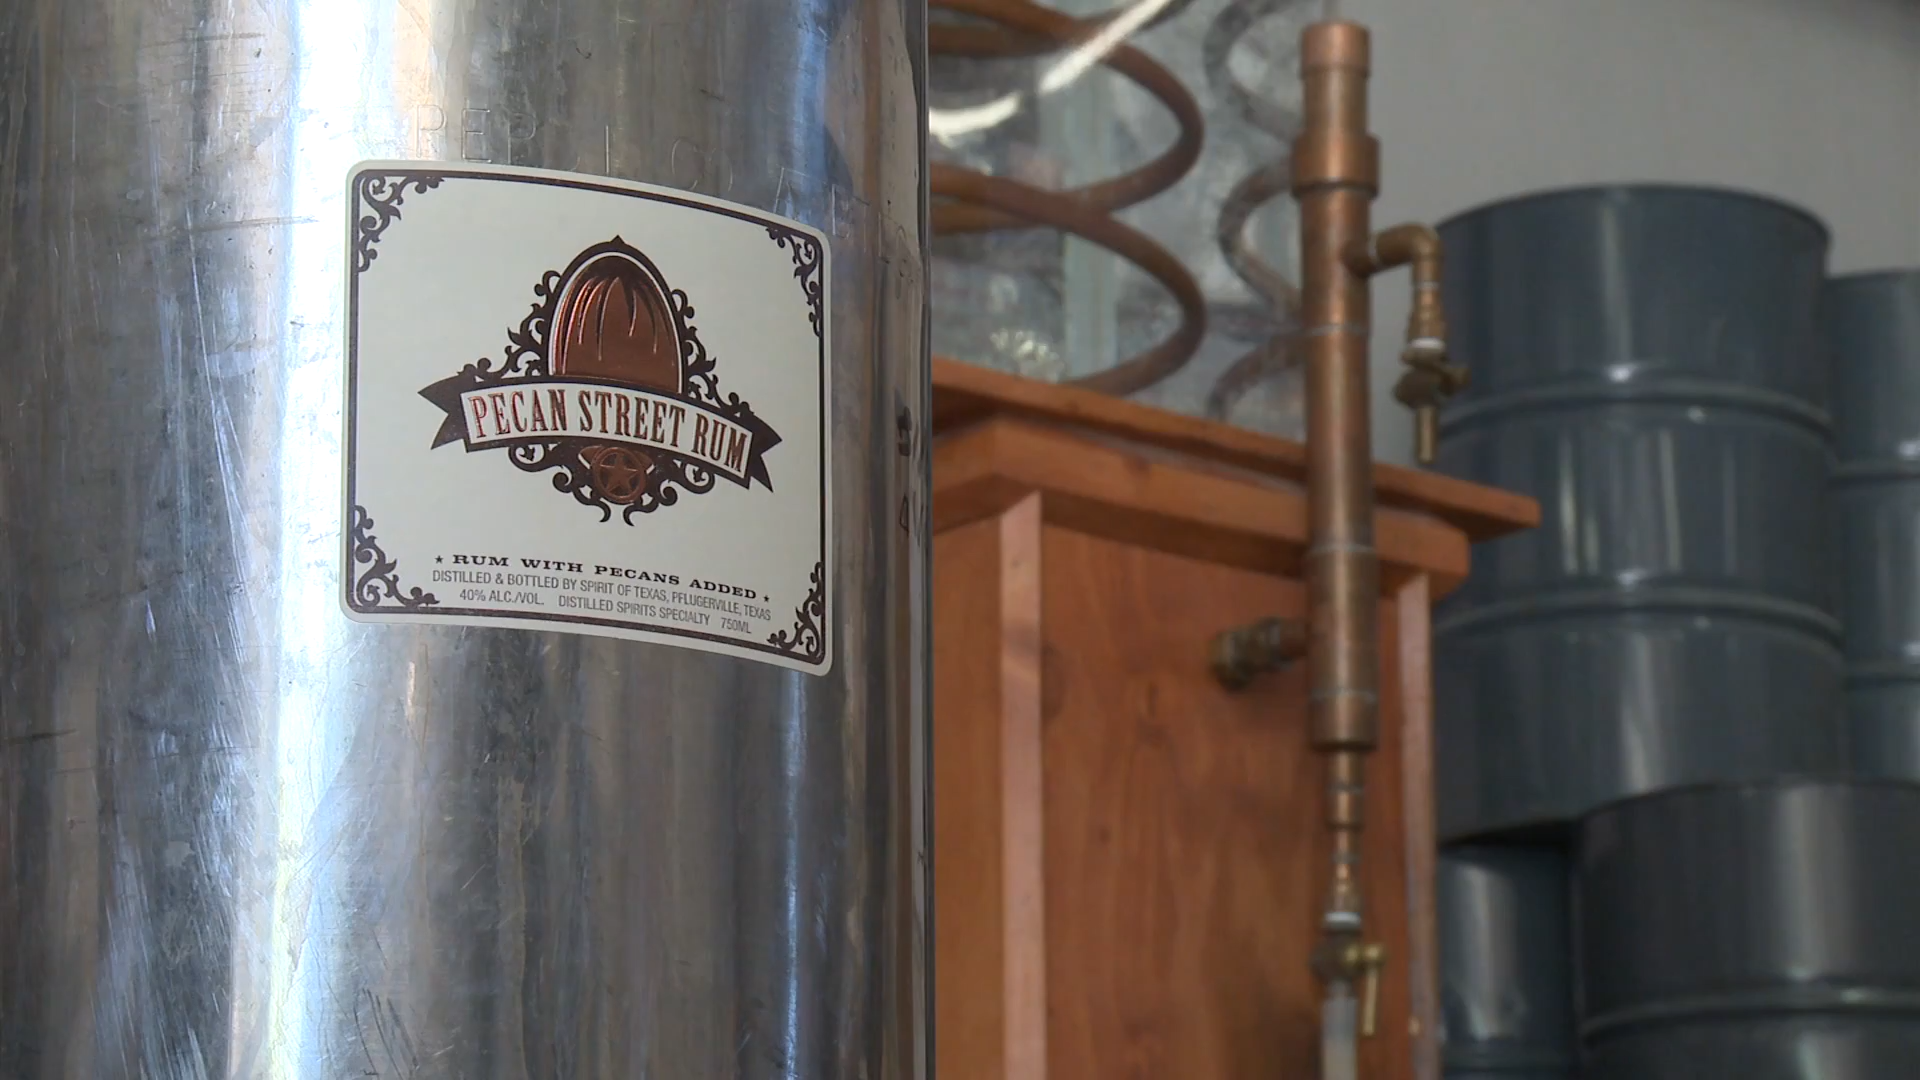 PECAN STREET RUM
★ RUM WITH PECANS ADDED ★
DISTILLED & BOTTLED BY SPIRIT OF TEXAS, PFLUGERVILLE, TEXAS
40% ALC./VOL. DISTILLED SPIRITS SPECIALTY 750ML